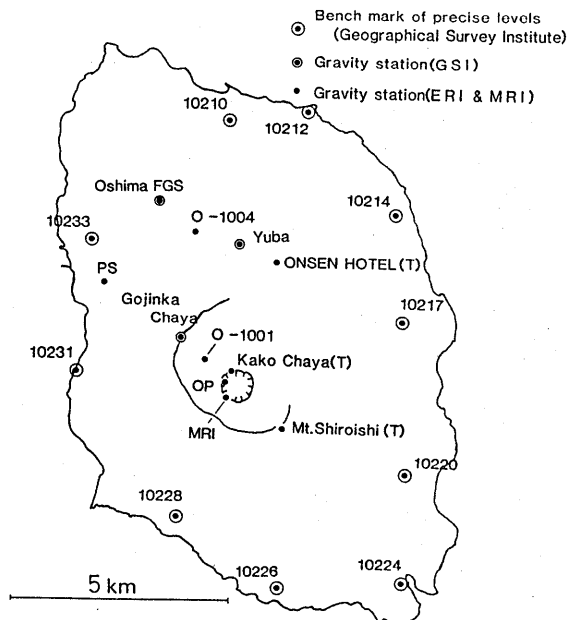 Bench mark of precise levels
(Geographical Survey Institute)
Gravity station(GSI)
Gravity station(ERI & MRI)
10210
10212
Oshima FGS
10214
O-1004
10233
Yuba
ONSEN HOTEL(T)
PS
Gojinka
Chaya
10217
O-1001
10231
Kako Chaya(T)
OP
MRI
Mt.Shiroishi(T)
10220
10228
10226
10224
5 km